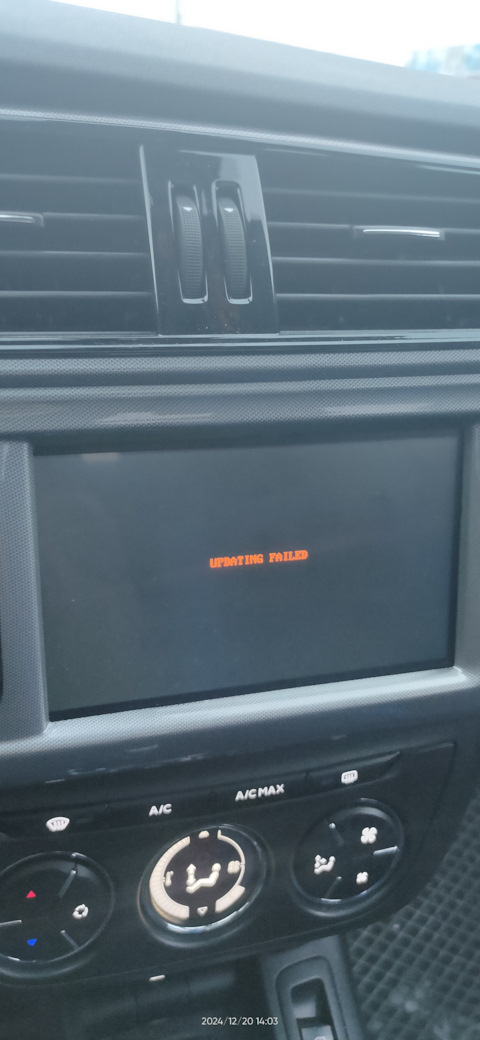 UPDATING FAILED
A/C
A/C MAX
2024/12/20 14:03